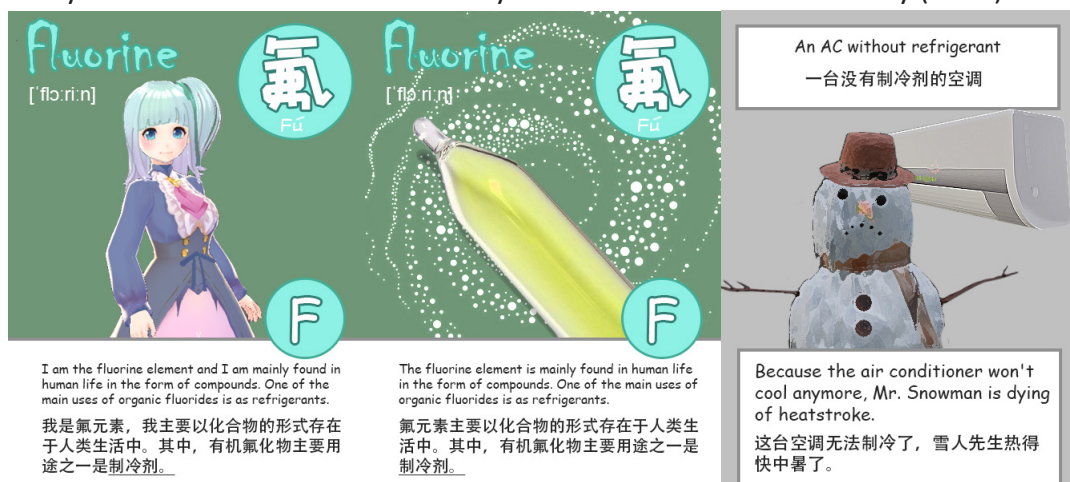 Fluorine
[ˈflɔːriːn]
氟
Fú
F
I am the fluorine element and I am mainly found in
human life in the form of compounds. One of the
main uses of organic fluorides is as refrigerants.
我是氟元素，我主要以化合物的形式存在
于人类生活中。其中，有机氟化物主要用
途之一是制冷剂。
Fluorine
[ˈflɔːriːn]
氟
Fú
F
The fluorine element is mainly found in human life
in the form of compounds. One of the main uses of
organic fluorides is as refrigerants.
氟元素主要以化合物的形式存在于人类生
活中。其中，有机氟化物主要用途之一是
制冷剂。
An AC without refrigerant
一台没有制冷剂的空调
Because the air conditioner won't
cool anymore, Mr. Snowman is dying
of heatstroke.
这台空调无法制冷了，雪人先生热得
快中暑了。